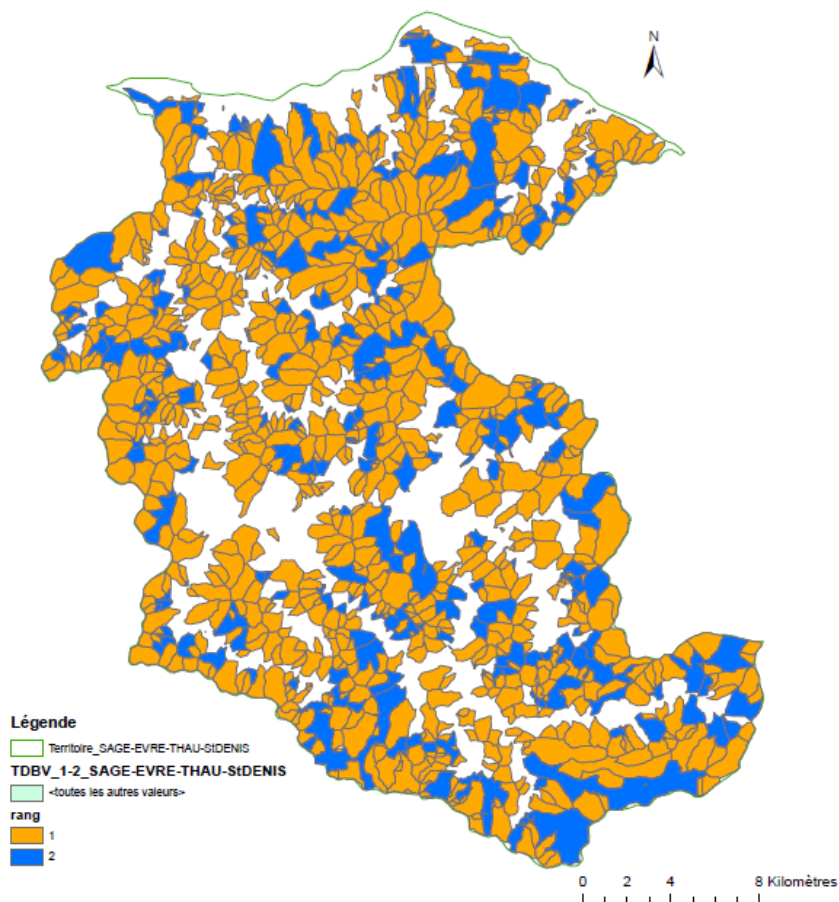 N
Légende
Territoire_SAGE-EVRE-THAU-StDENIS
TDBV_1-2_SAGE-EVRE-THAU-StDENIS
<toutes les autres valeurs>
rang
1
2
0 2 4 8 Kilomètres